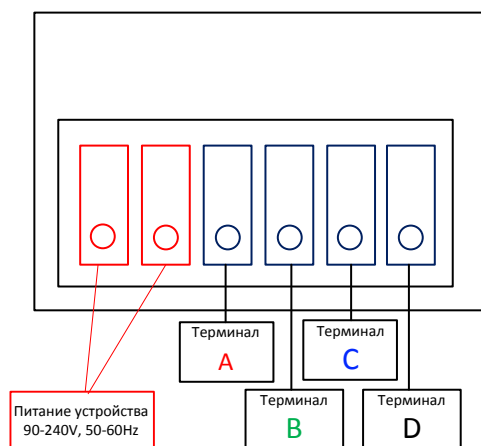 Терминал
A
Терминал
C
Питание устройства
90-240V, 50-60Hz
Терминал
B
Терминал
D